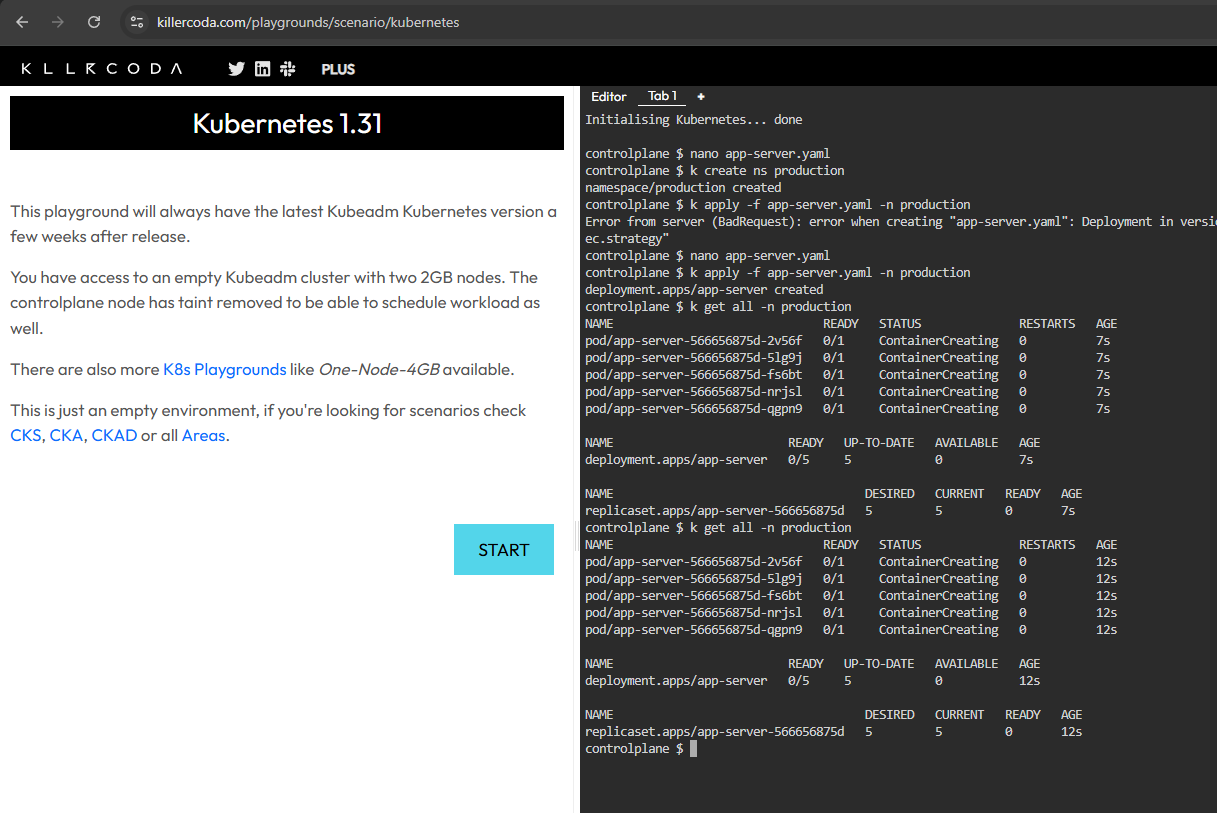 killercoda.com/playgrounds/scenario/kubernetes
KLLRCODA
PLUS
Kubernetes 1.31
This playground will always have the latest Kubeadm Kubernetes version a
few weeks after release.
You have access to an empty Kubeadm cluster with two 2GB nodes. The
controlplane node has taint removed to be able to schedule workload as
well.
There are also more K8s Playgrounds like One-Node-4GB available.
This is just an empty environment, if you're looking for scenarios check
CKS, CKA, CKAD or all Areas.
START
Editor Tab 1 +
Initialising Kubernetes... done
controlplane $ nano app-server.yaml
controlplane $ k create ns production
namespace/production created
controlplane $ k apply -f app-server.yaml -n production
Error from server (BadRequest): error when creating "app-server.yaml": Deployment in versi
ec.strategy"
controlplane $ nano app-server.yaml
controlplane $ k apply -f app-server.yaml -n production
deployment.apps/app-server created
controlplane $ k get all -n production
NAME READY STATUS RESTARTS AGE
pod/app-server-566656875d-2v56f 0/1 ContainerCreating 0 7s
pod/app-server-566656875d-5lg9j 0/1 ContainerCreating 0 7s
pod/app-server-566656875d-fs6bt 0/1 ContainerCreating 0 7s
pod/app-server-566656875d-nrjsl 0/1 ContainerCreating 0 7s
pod/app-server-566656875d-qgpn9 0/1 ContainerCreating 0 7s
NAME READY UP-TO-DATE AVAILABLE AGE
deployment.apps/app-server 0/5 5 0 7s
NAME DESIRED CURRENT READY AGE
replicaset.apps/app-server-566656875d 5 5 0 7s
controlplane $ k get all -n production
NAME READY STATUS RESTARTS AGE
pod/app-server-566656875d-2v56f 0/1 ContainerCreating 0 12s
pod/app-server-566656875d-5lg9j 0/1 ContainerCreating 0 12s
pod/app-server-566656875d-fs6bt 0/1 ContainerCreating 0 12s
pod/app-server-566656875d-nrjsl 0/1 ContainerCreating 0 12s
pod/app-server-566656875d-qgpn9 0/1 ContainerCreating 0 12s
NAME READY UP-TO-DATE AVAILABLE AGE
deployment.apps/app-server 0/5 5 0 12s
NAME DESIRED CURRENT READY AGE
replicaset.apps/app-server-566656875d 5 5 0 12s
controlplane $